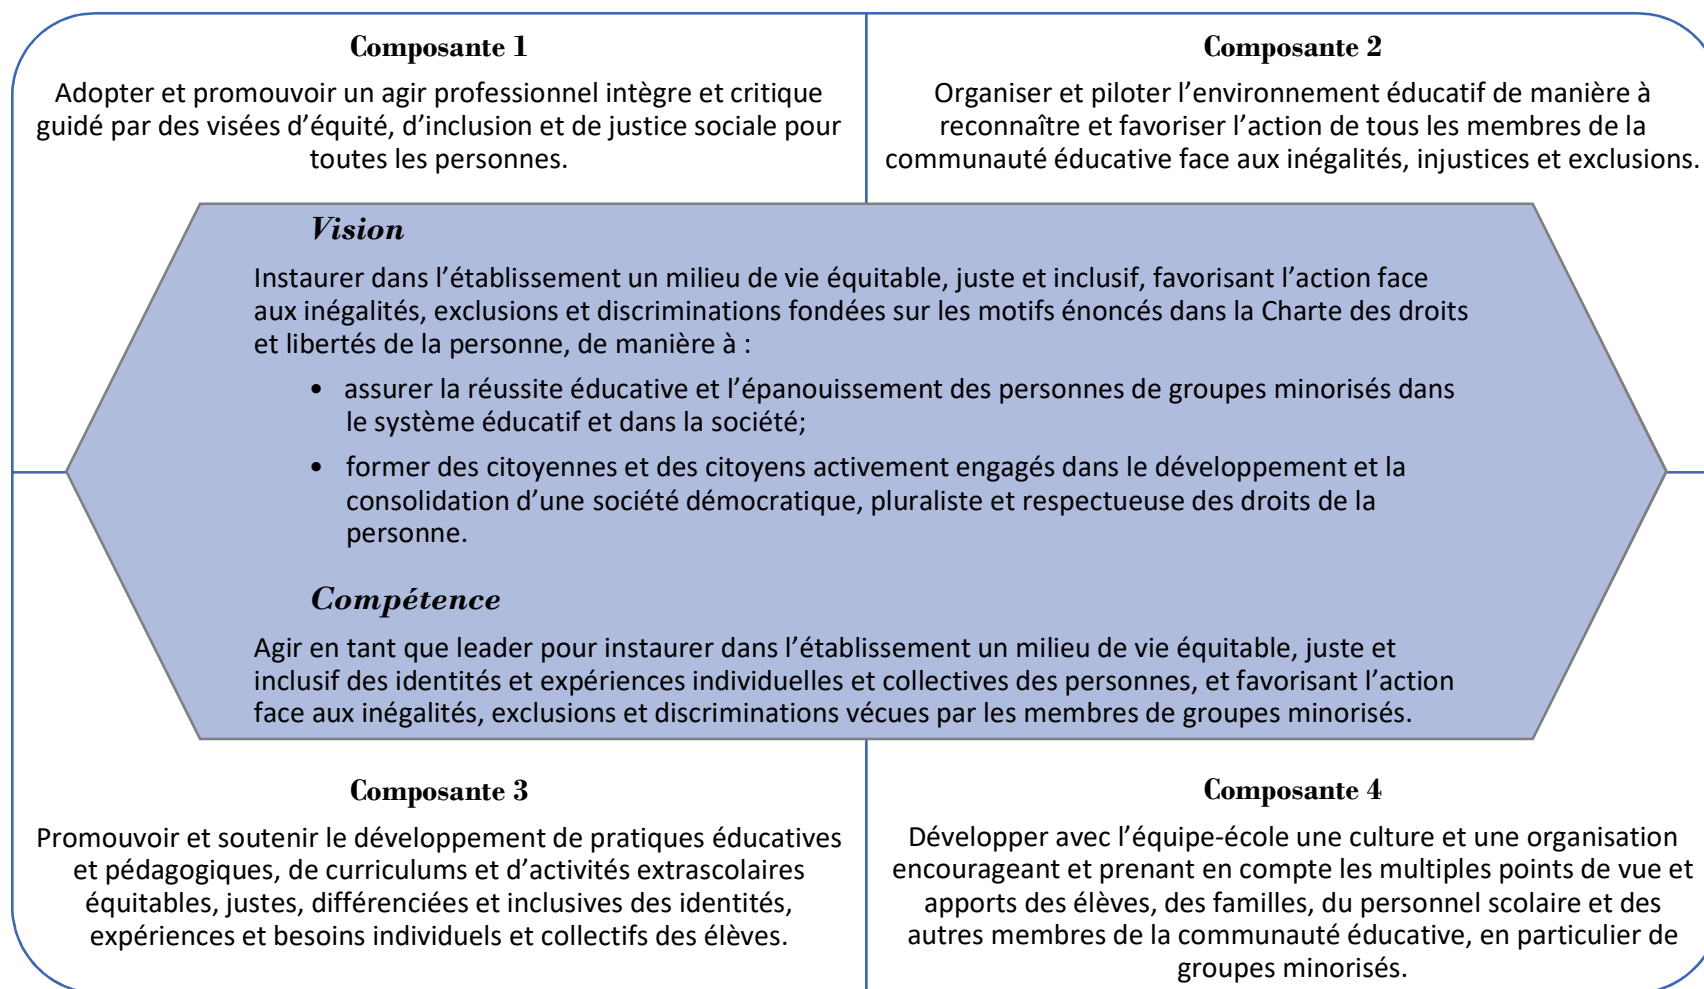 Composante 1
Adopter et promouvoir un agir professionnel intègre et critique
guidé par des visées d’équité, d’inclusion et de justice sociale pour
toutes les personnes.
Composante 2
Organiser et piloter l’environnement éducatif de manière à
reconnaître et favoriser l’action de tous les membres de la
communauté éducative face aux inégalités, injustices et exclusions.
Vision
Instaurer dans l’établissement un milieu de vie équitable, juste et inclusif, favorisant l’action face
aux inégalités, exclusions et discriminations fondées sur les motifs énoncés dans la Charte des droits
et libertés de la personne, de manière à :
• assurer la réussite éducative et l’épanouissement des personnes de groupes minorisés dans
le système éducatif et dans la société;
• former des citoyennes et des citoyens activement engagés dans le développement et la
consolidation d’une société démocratique, pluraliste et respectueuse des droits de la
personne.
Compétence
Agir en tant que leader pour instaurer dans l’établissement un milieu de vie équitable, juste et
inclusif des identités et expériences individuelles et collectives des personnes, et favorisant l’action
face aux inégalités, exclusions et discriminations vécues par les membres de groupes minorisés.
Composante 3
Promouvoir et soutenir le développement de pratiques éducatives
et pédagogiques, de curriculums et d’activités extrascolaires
équitables, justes, différenciées et inclusives des identités,
expériences et besoins individuels et collectifs des élèves.
Composante 4
Développer avec l’équipe-école une culture et une organisation
encourageant et prenant en compte les multiples points de vue et
apports des élèves, des familles, du personnel scolaire et des
autres membres de la communauté éducative, en particulier de
groupes minorisés.